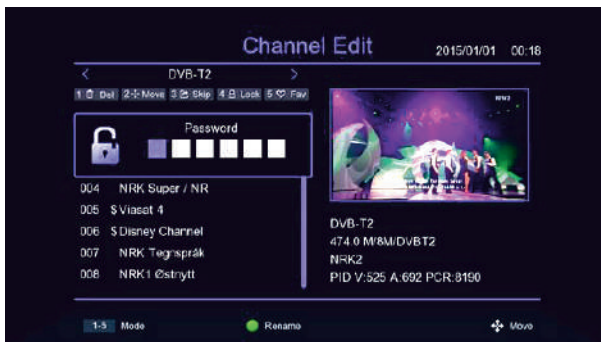 Channel Edit
2015/01/01 00:18
DVB-T2
1 Del 2 Move 3 Skip 4 Lock 5 Fav
Password
004 NRK Super / NR
005 $ Viasat 4
006 $ Disney Channel
007 NRK Tegnspråk
008 NRK1 Østnytt
NRK2
DVB-T2
474.0 M/8M/DVBT2
NRK2
PID V:525 A:692 PCR:8190
1-5 Mode
Rename
Move